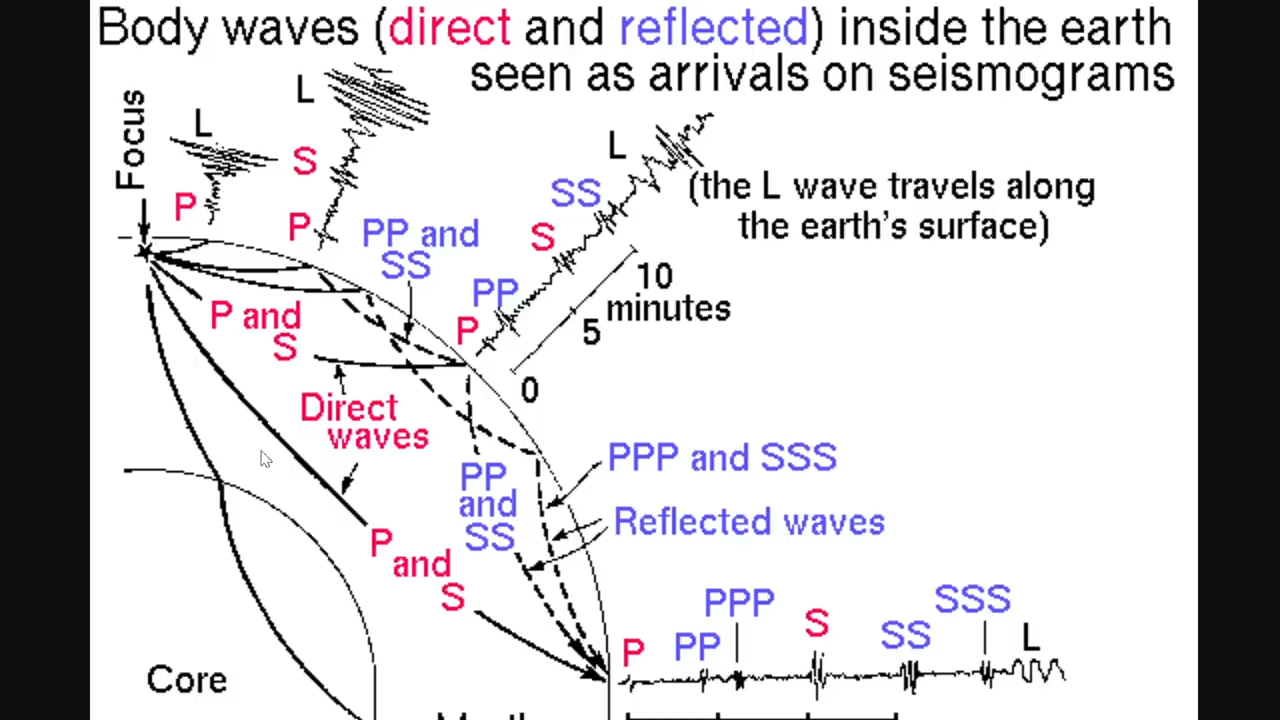 Body waves (direct and reflected) inside the earth
seen as arrivals on seismograms
Focus
L
P
L
S
P
PP and
SS
L
SS
S
PP
P
(the L wave travels along
the earth's surface)
10
minutes
5
0
P and
S
Direct
waves
PPP and SSS
PP
and
SS
Reflected waves
P
and
S
PPP
SSS
P
PP
S
SS
L
Core